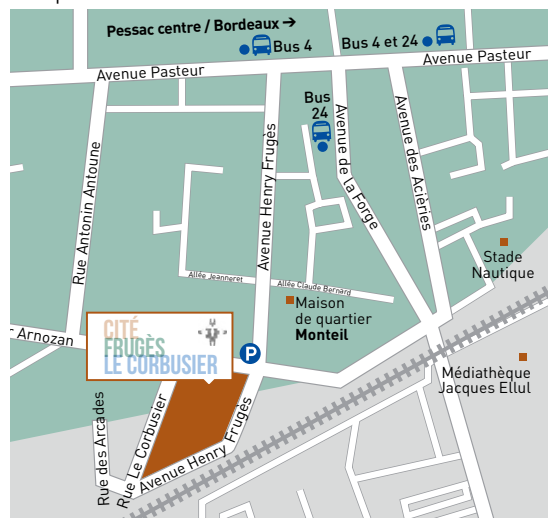 Pessac centre / Bordeaux →
Bus 4
Bus 4 et 24
Avenue Pasteur
Avenue Pasteur
Bus
24
Rue Antonin Antoune
Avenue Henry Frugès
Avenue de la Forge
Avenue des Acièries
Stade
Nautique
Allée Jeanneret
Allée Claude Bernard
Maison
de quartier
Monteil
r Arnozan
CITÉ
FRUGÈS
LE CORBUSIER
P
Médiathèque
Jacques Ellul
Rue des Arcades
Rue Le Corbusier
Avenue Henry Frugès